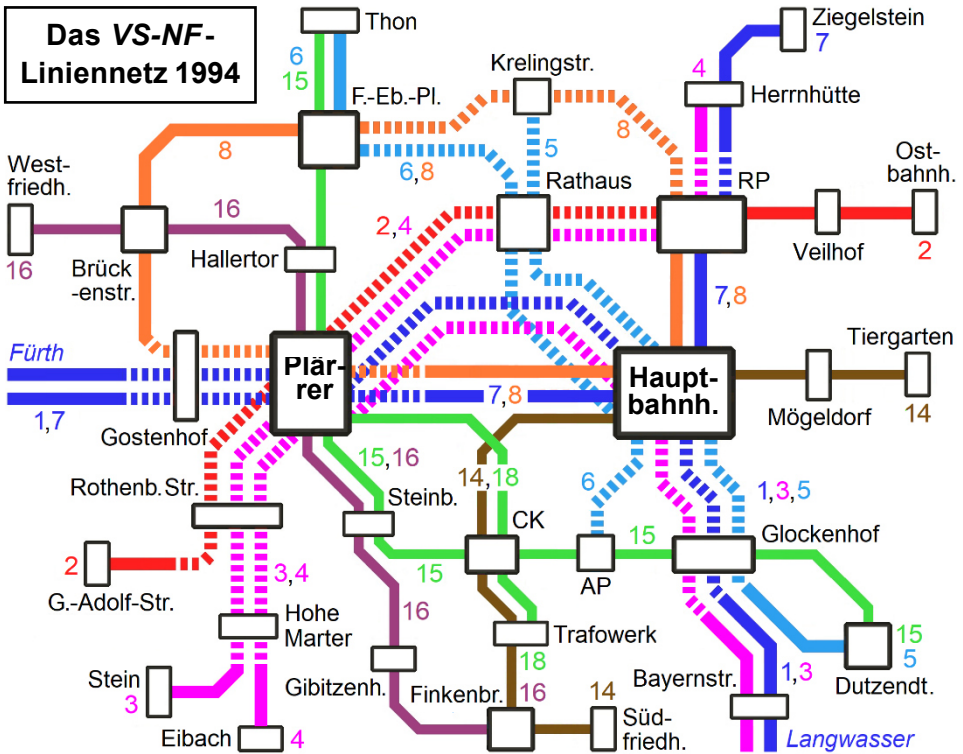 Das VS-NF-
Liniennetz 1994
Thon
6
15
Ziegelstein
7
Krelingstr.
4
Herrnhütte
F.-Eb.-Pl.
8
8
5
6,8
West-
friedh.
16
16
Brück
-enstr.
Hallertor
2,4
Rathaus
RP
Ost-
bahnh.
2
Veilhof
7,8
Fürth
1,7
Gostenhof
Plär-
rer
7,8
Haupt-
bahnh.
Tiergarten
14
Mögeldorf
15,16
14,18
6
1,3,5
Rothenb.Str.
Steinb.
CK
15
15
AP
Glockenhof
2
G.-Adolf-Str.
3,4
16
Hohe
Marter
Trafowerk
18
15
5
Dutzendt.
Stein
3
Gibitzenh.
Finkenbr.
16
14
Süd-
friedh.
Bayernstr.
1,3
Eibach
4
Langwasser